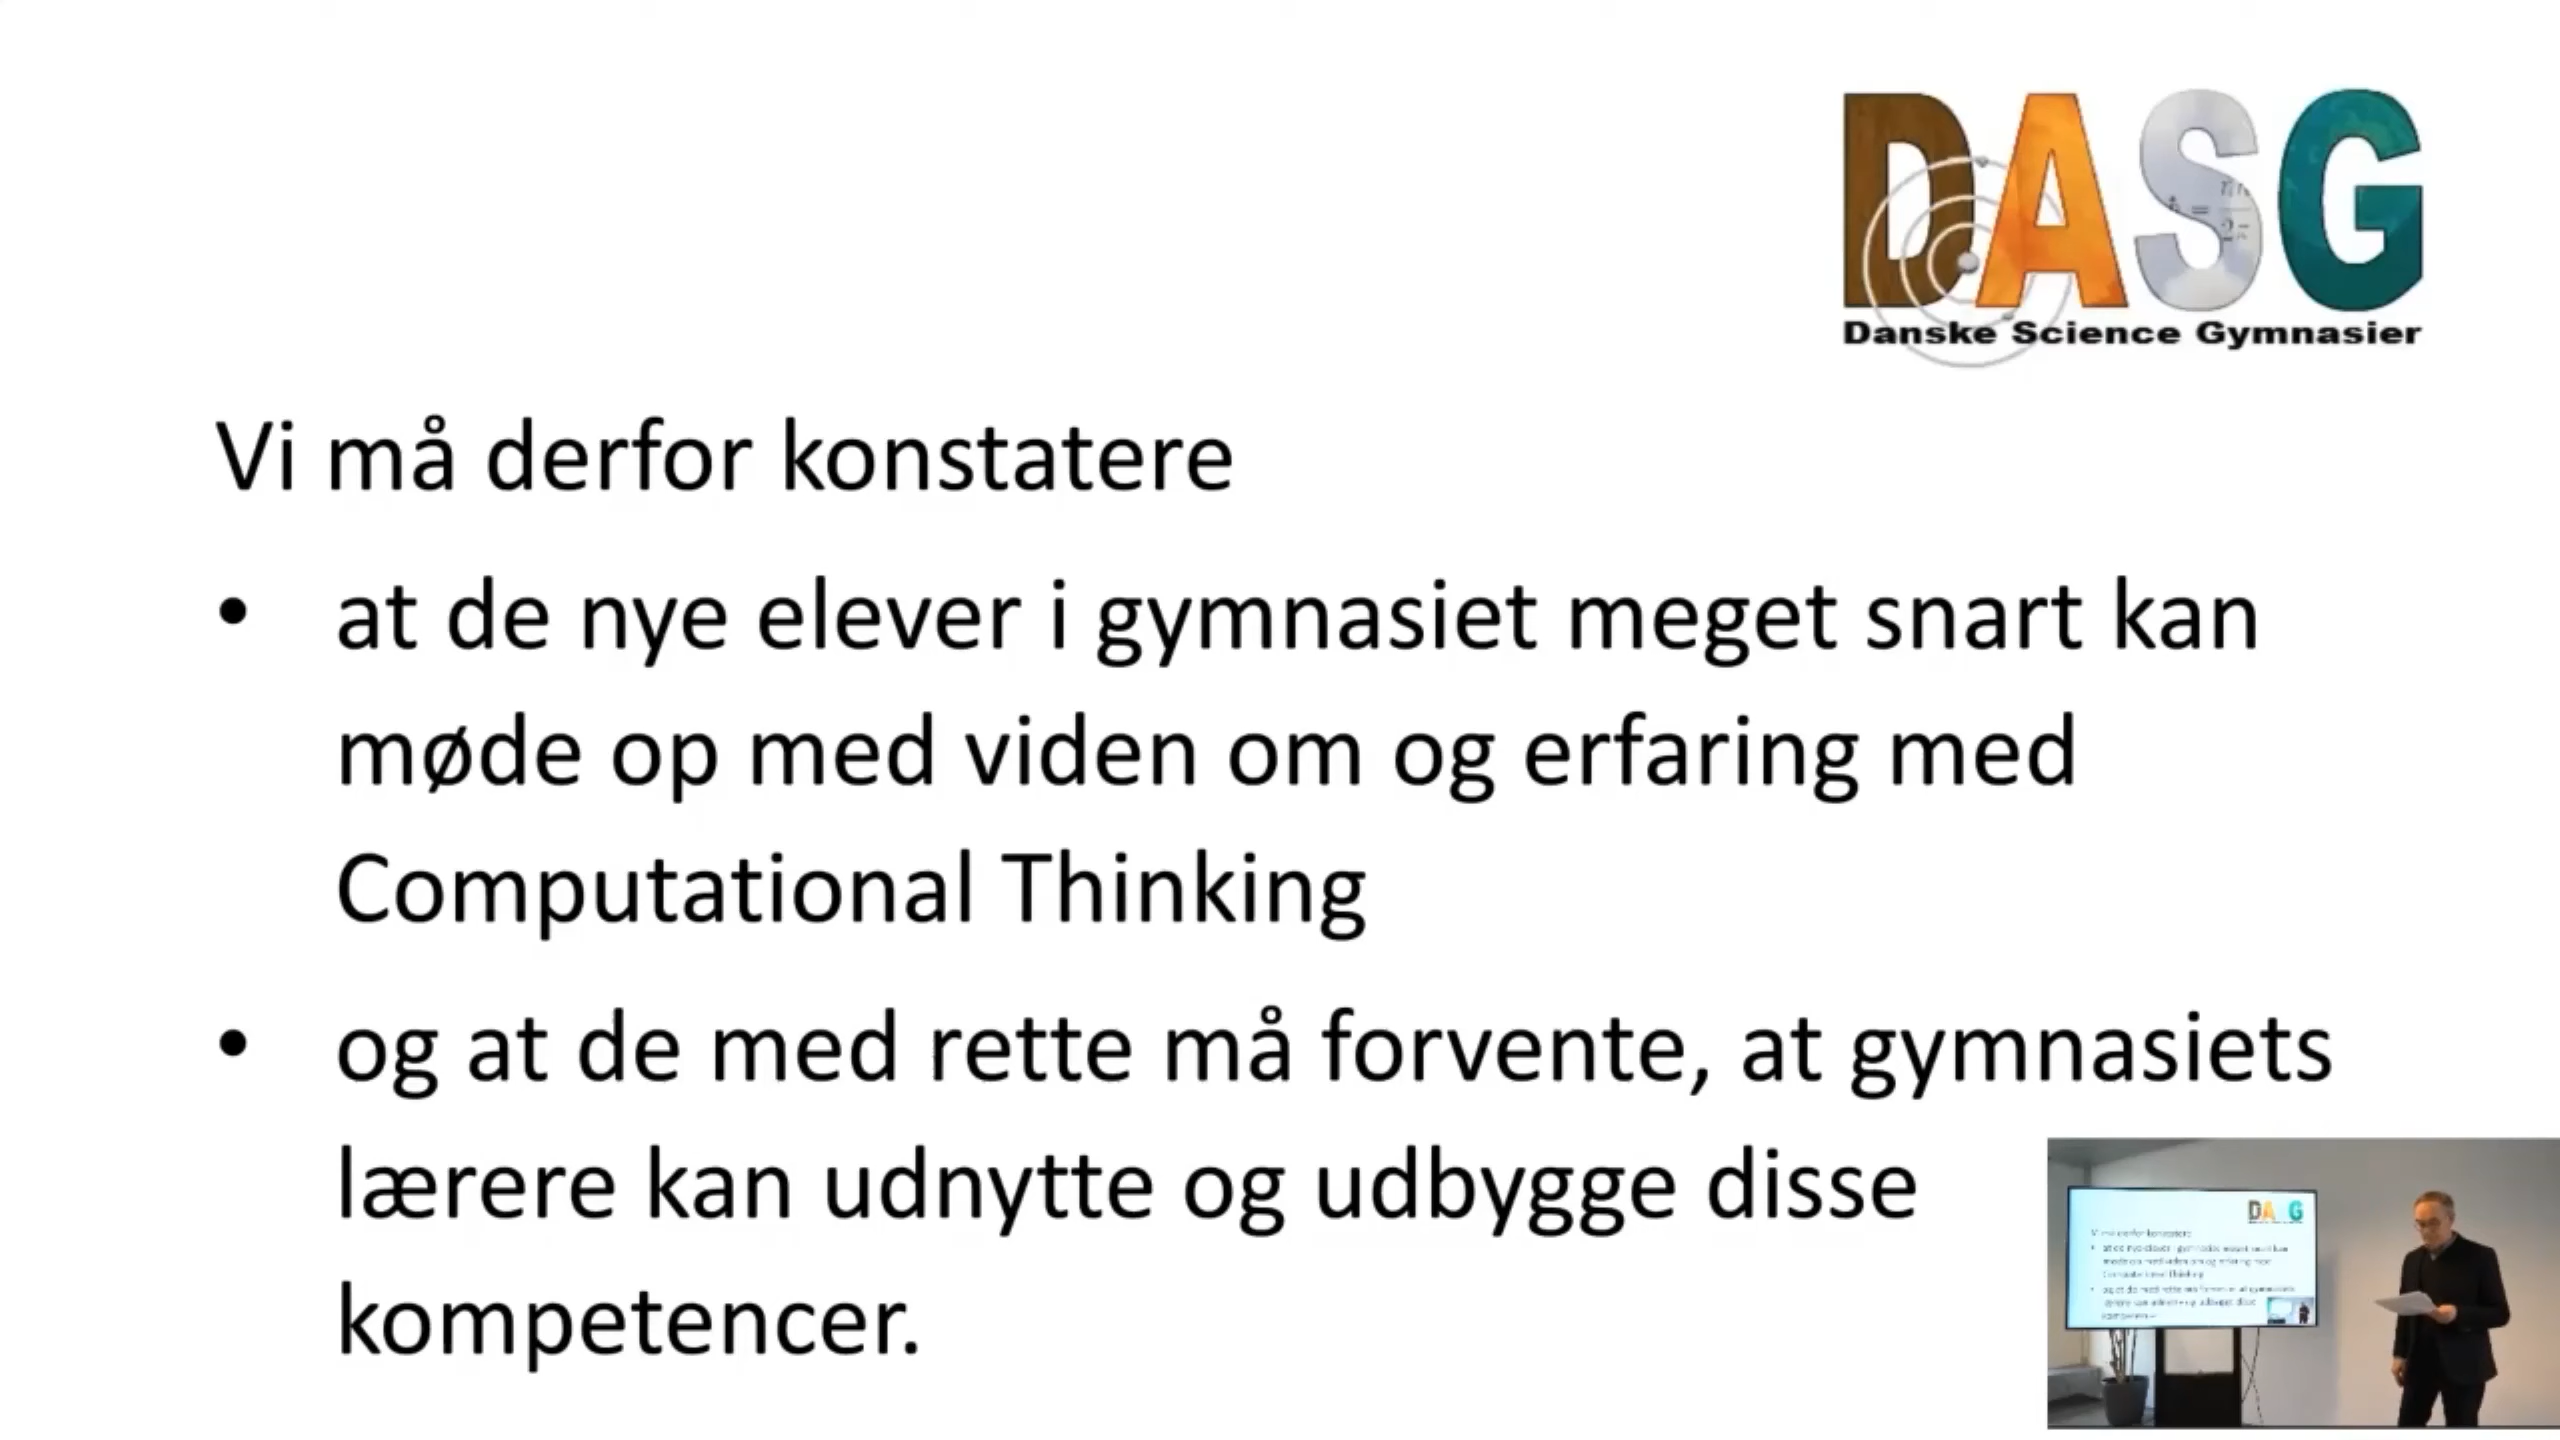 DASG
Danske Science Gymnasier
Vi må derfor konstatere
• at de nye elever i gymnasiet meget snart kan
møde op med viden om og erfaring med
Computational Thinking
• og at de med rette må forvente, at gymnasiets
lærere kan udnytte og udbygge disse
kompetencer.